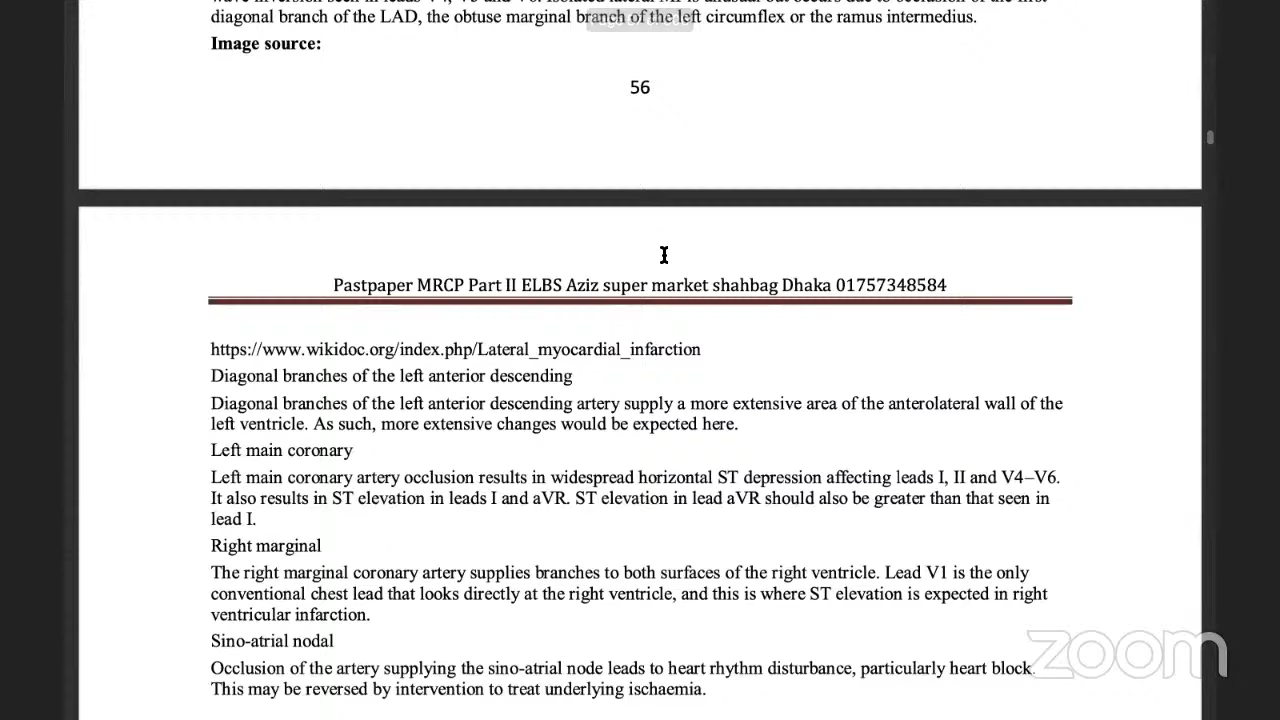 diagonal branch of the LAD, the obtuse marginal branch of the left circumflex or the ramus intermedius.
Image source:
56
Pastpaper MRCP Part II ELBS Aziz super market shahbag Dhaka 01757348584
https://www.wikidoc.org/index.php/Lateral_myocardial_infarction
Diagonal branches of the left anterior descending
Diagonal branches of the left anterior descending artery supply a more extensive area of the anterolateral wall of the
left ventricle. As such, more extensive changes would be expected here.
Left main coronary
Left main coronary artery occlusion results in widespread horizontal ST depression affecting leads I, II and V4–V6.
It also results in ST elevation in leads I and aVR. ST elevation in lead aVR should also be greater than that seen in
lead I.
Right marginal
The right marginal coronary artery supplies branches to both surfaces of the right ventricle. Lead V1 is the only
conventional chest lead that looks directly at the right ventricle, and this is where ST elevation is expected in right
ventricular infarction.
Sino-atrial nodal
Occlusion of the artery supplying the sino-atrial node leads to heart rhythm disturbance, particularly heart block.
This may be reversed by intervention to treat underlying ischaemia.
zoom